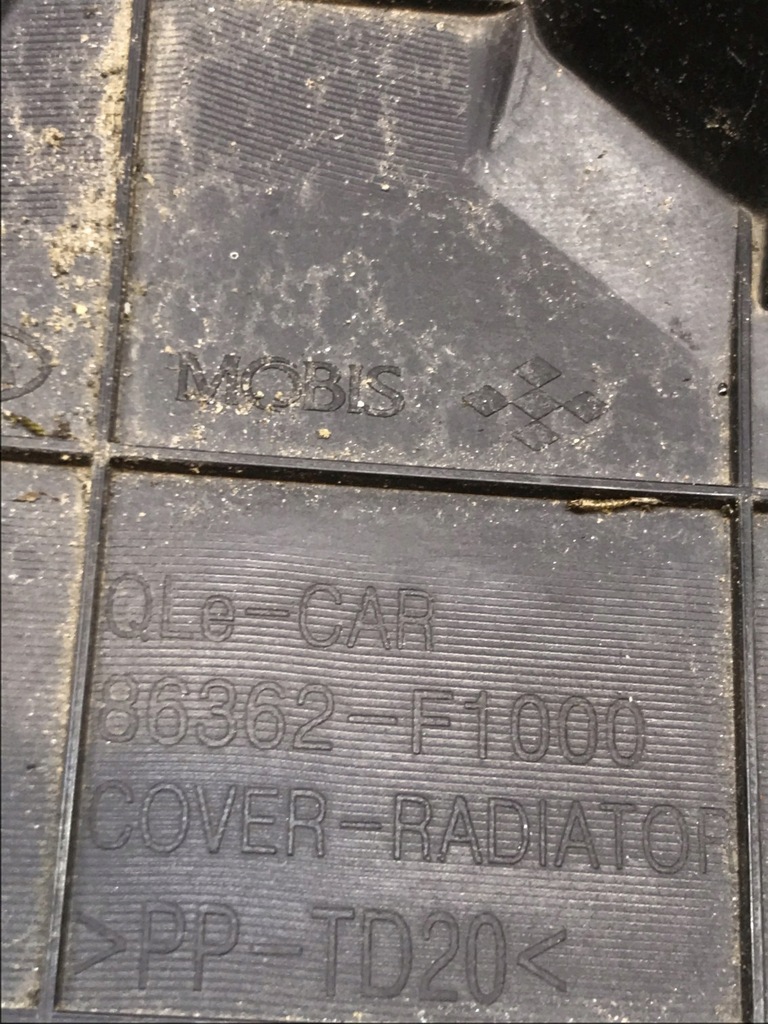 MOBIS
QLe-CAR
86362-F1000
COVER-RADIATOR
>PP-TD20<